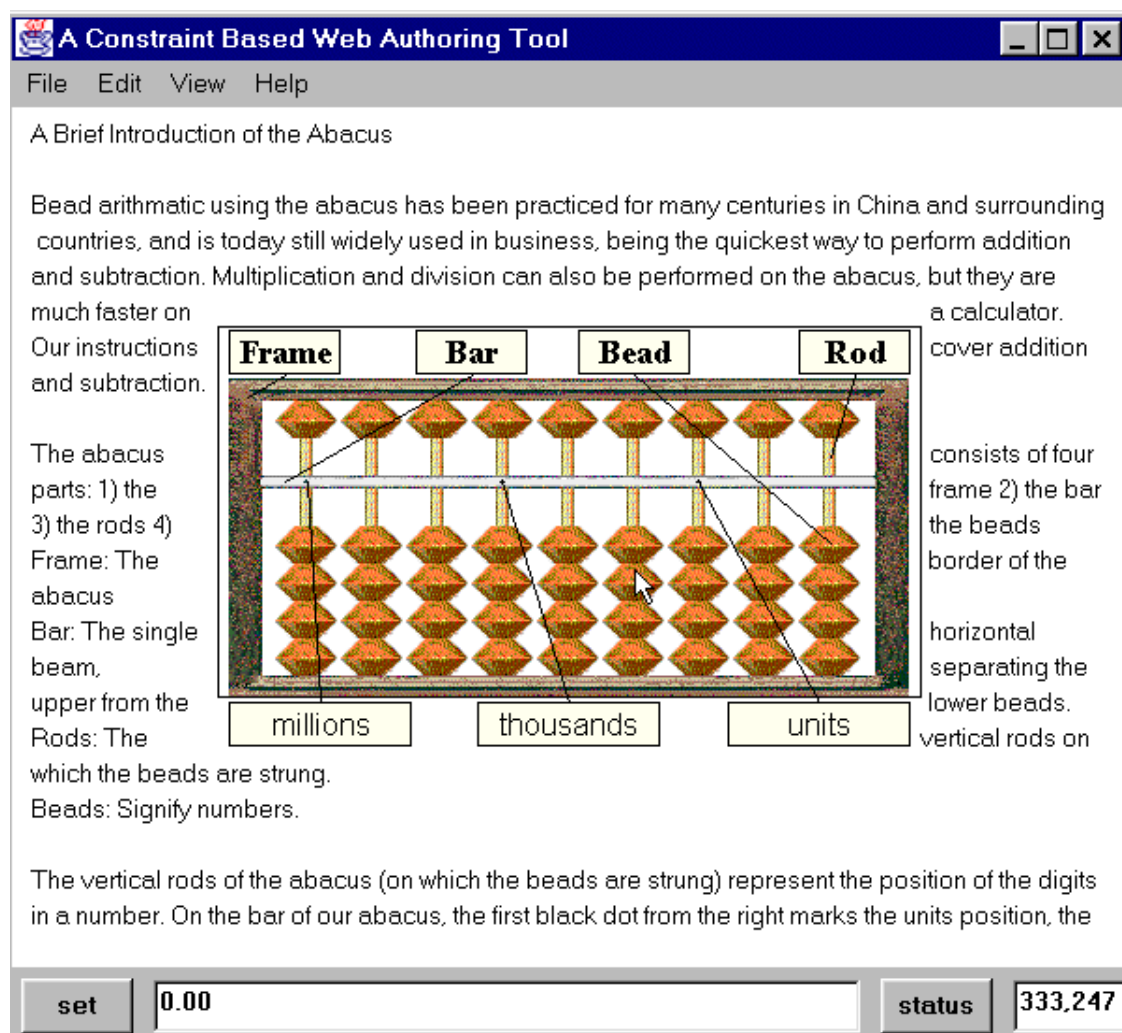 A Constraint Based Web Authoring Tool
File Edit View Help
A Brief Introduction of the Abacus
Bead arithmatic using the abacus has been practiced for many centuries in China and surrounding
countries, and is today still widely used in business, being the quickest way to perform addition
and subtraction. Multiplication and division can also be performed on the abacus, but they are
much faster on a calculator.
Our instructions cover addition
and subtraction.
Frame Bar Bead Rod
The abacus consists of four
parts: 1) the frame 2) the bar
3) the rods 4) the beads
Frame: The border of the
abacus
Bar: The single horizontal
beam, separating the
upper from the lower beads.
millions thousands units
Rods: The vertical rods on
which the beads are strung.
Beads: Signify numbers.
The vertical rods of the abacus (on which the beads are strung) represent the position of the digits
in a number. On the bar of our abacus, the first black dot from the right marks the units position, the
set 0.00 status 333,247